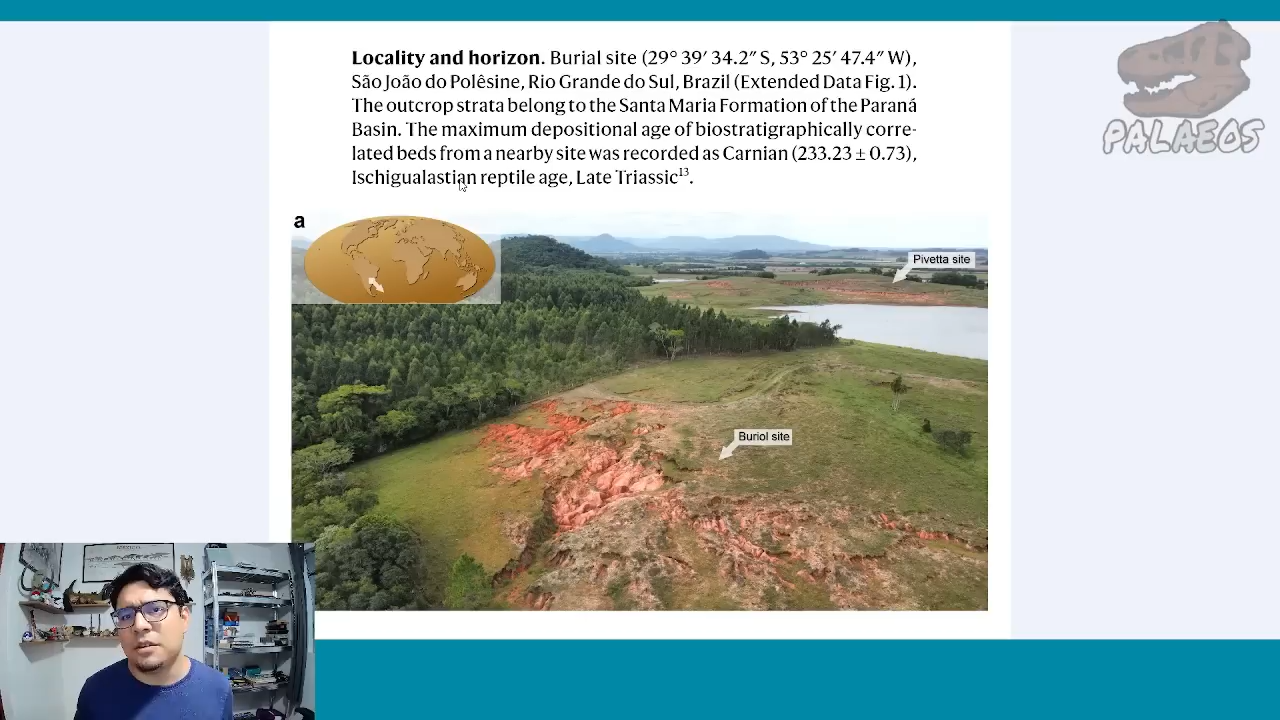 Locality and horizon. Burial site (29° 39′ 34.2″ S, 53° 25′ 47.4″ W),
São João do Polêsine, Rio Grande do Sul, Brazil (Extended Data Fig. 1).
The outcrop strata belong to the Santa Maria Formation of the Paraná
Basin. The maximum depositional age of biostratigraphically corre-
lated beds from a nearby site was recorded as Carnian (233.23 ± 0.73),
Ischigualastian reptile age, Late Triassic¹³.
PALAEOS
a
Pivetta site
Buriol site